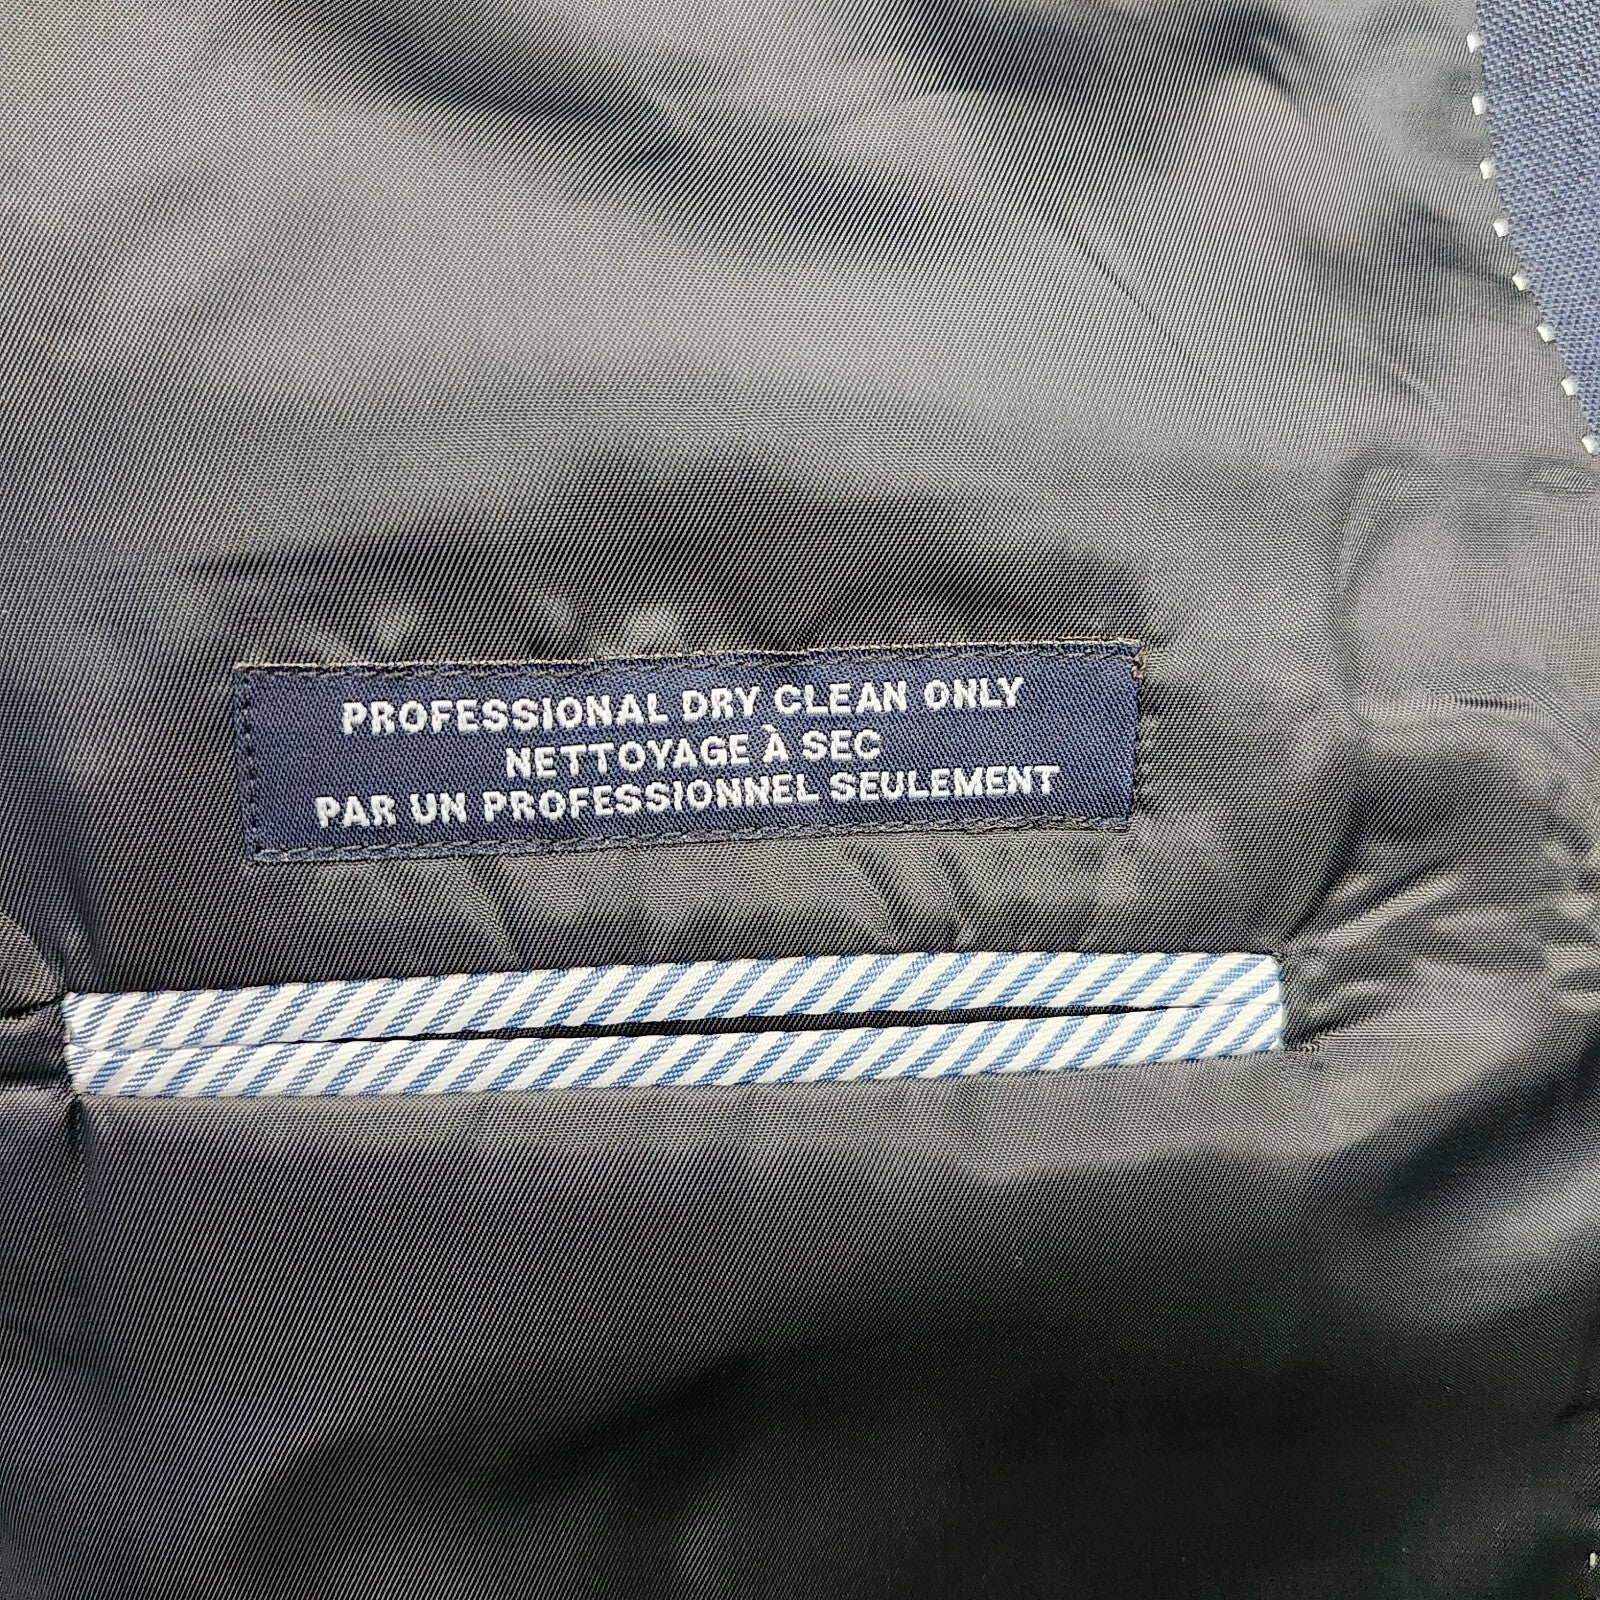 PROFESSIONAL DRY CLEAN ONLY
NETTOYAGE À SEC
PAR UN PROFESSIONNEL SEULEMENT